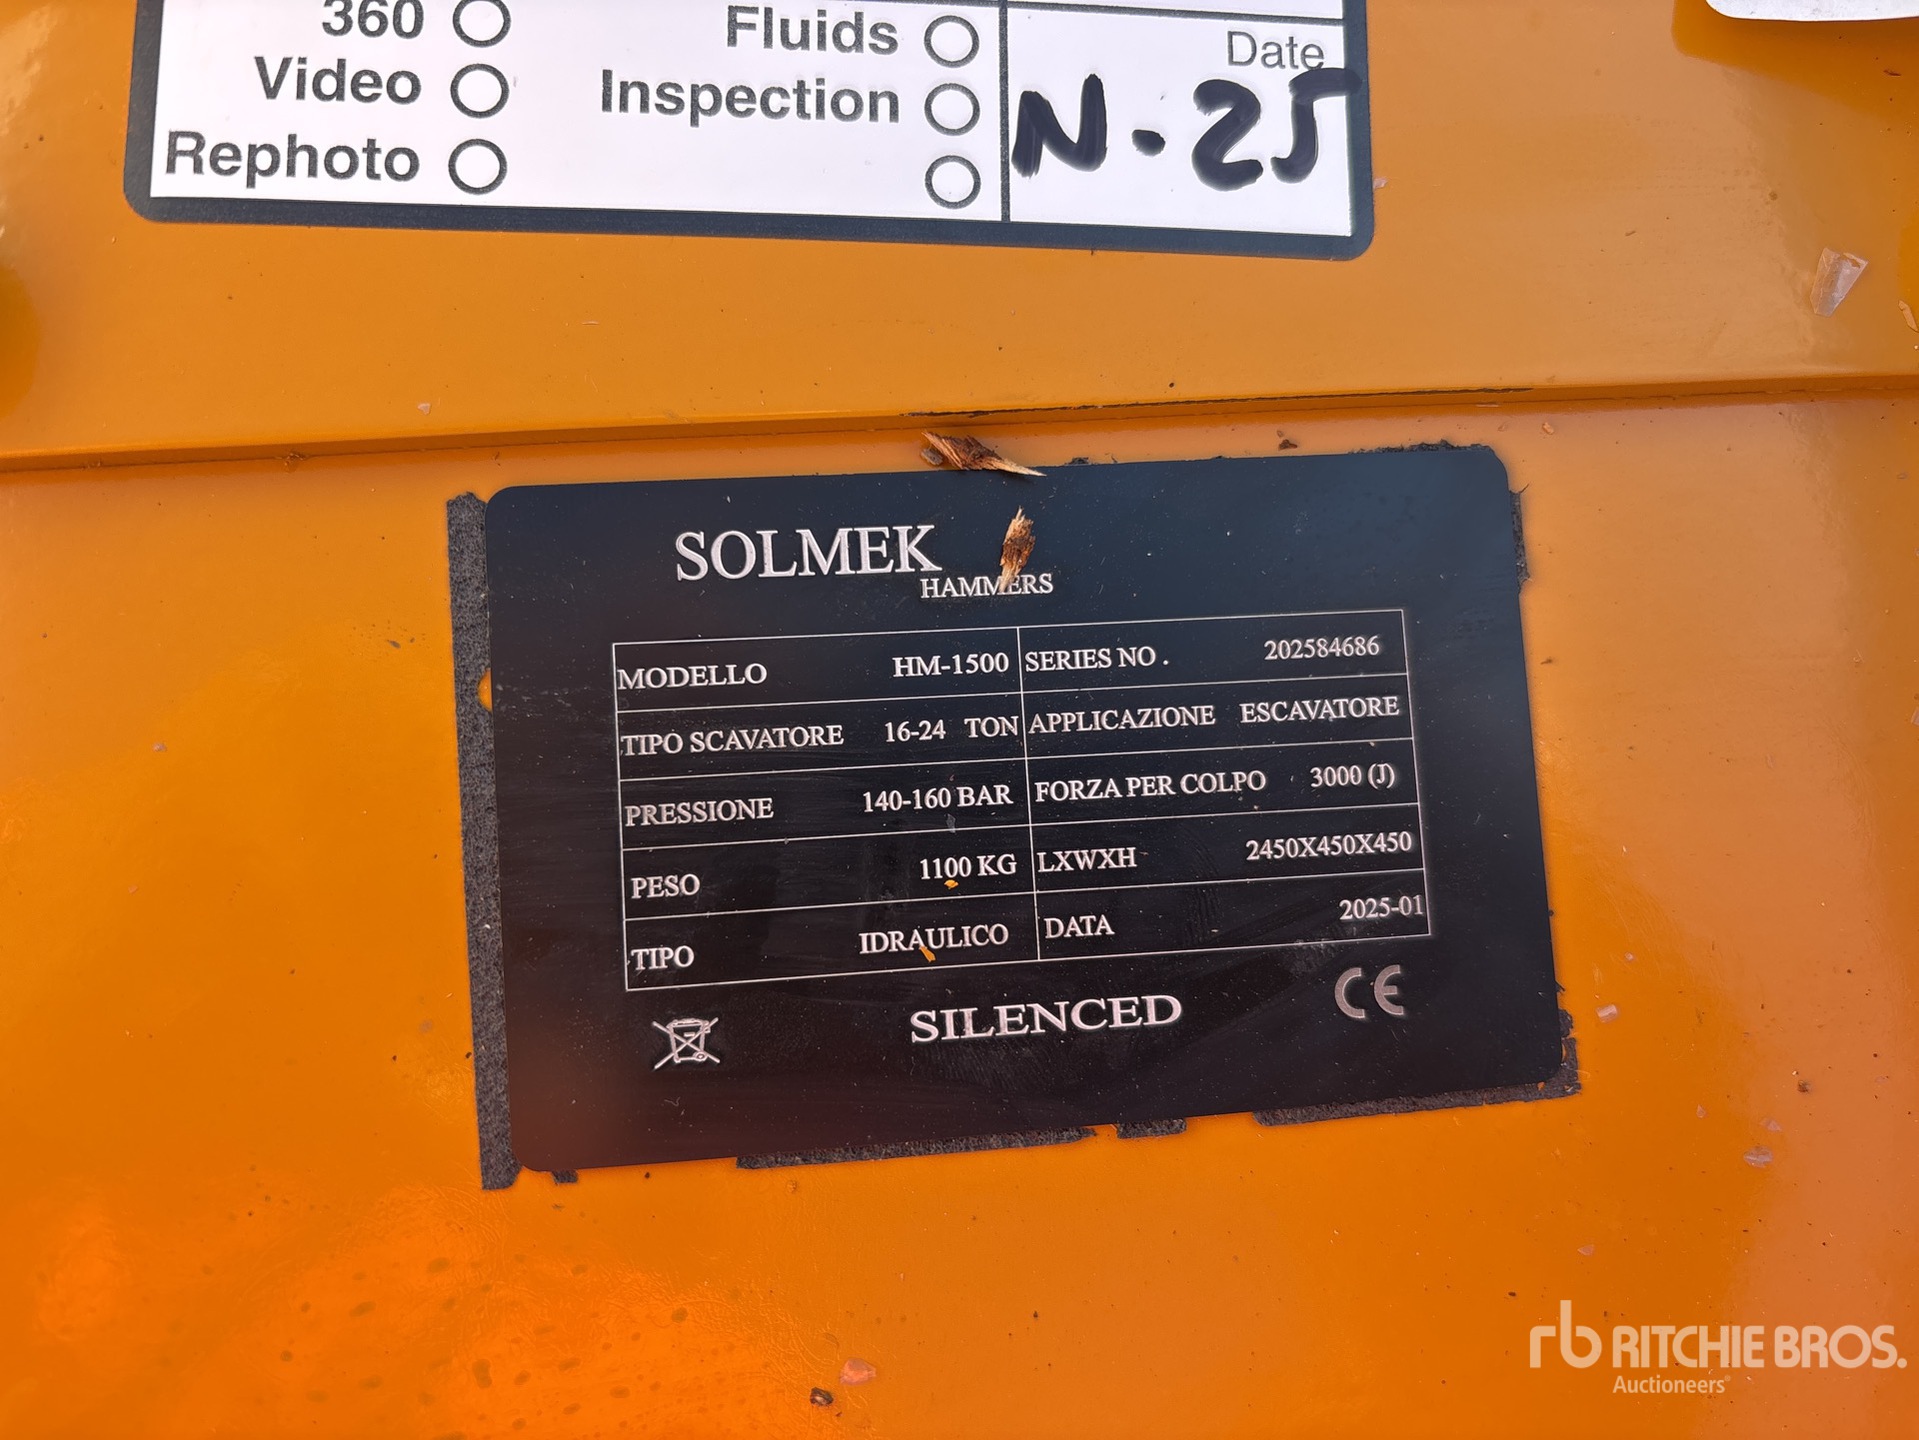 360
Fluids
Date
Video
Inspection
N-25
Rephoto
SOLMEK
HAMMERS
MODELLO HM-1500 SERIES NO . 202584686
TIPO SCAVATORE 16-24 TON APPLICAZIONE ESCAVATORE
PRESSIONE 140-160 BAR FORZA PER COLPO 3000 (J)
PESO 1100 KG LXWXH 2450X450X450
TIPO IDRAULICO DATA 2025-01
SILENCED CE
rb RITCHIE BROS.
Auctioneers